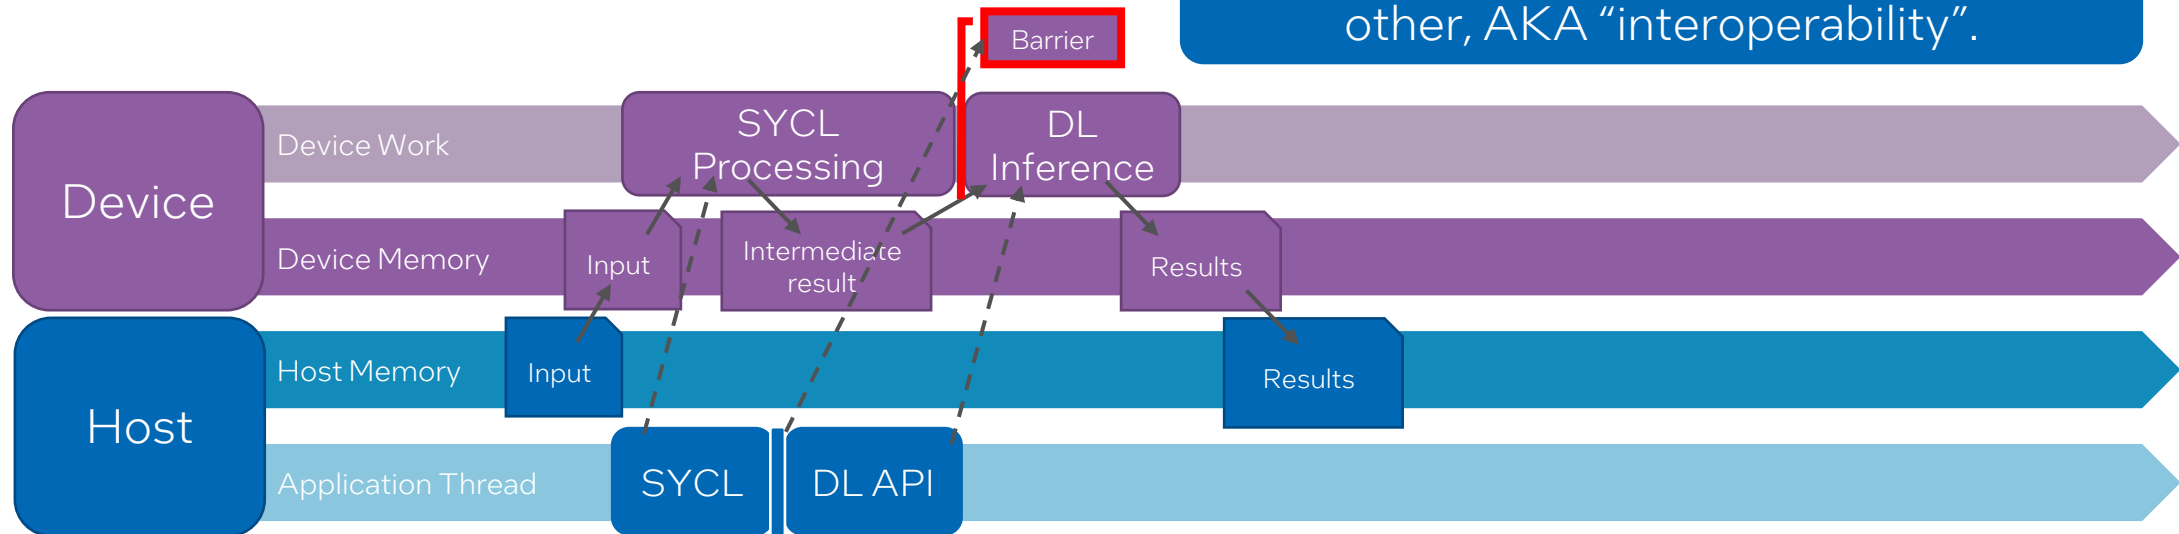 other, AKA “interoperability”.
Barrier
Device
Device Work
SYCL
Processing
DL
Inference
Device Memory
Input
Intermediate
result
Results
Host
Host Memory
Input
Results
Application Thread
SYCL
DL API